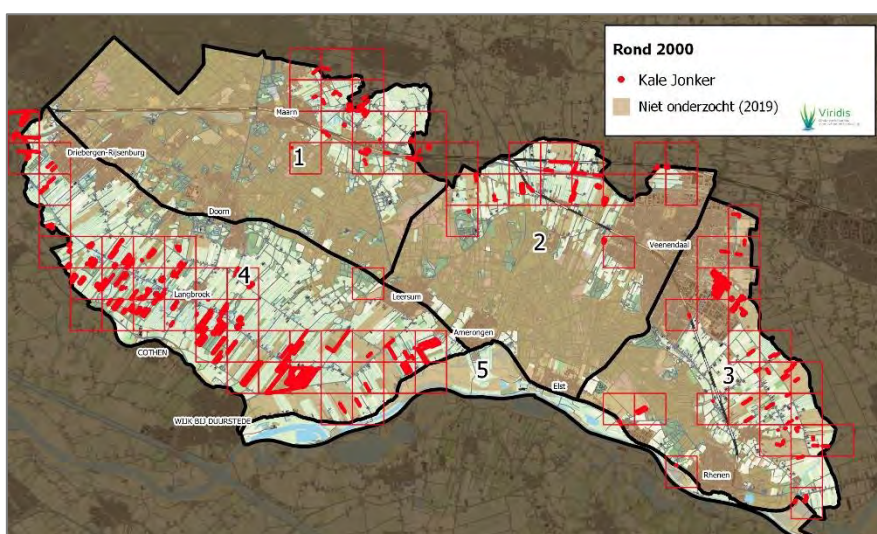 Rond 2000
Kale Jonker
Niet onderzocht (2019)
Viridis
Maarn
Driebergen-Rijsenburg
1
Doorn
2
Veenendaal
4
Langbroek
Leersum
Amerongen
COTHEN
5
Elst
3
WIJK BIJ DUURSTEDE
Rhenen